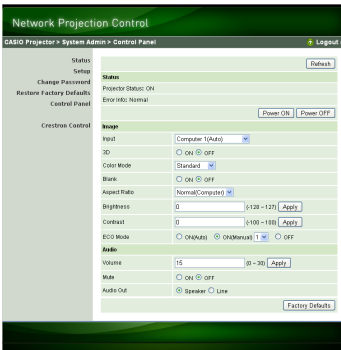 Network Projection Control
CASIO Projector > System Admin > Control Panel
Logout
Status
Setup
Change Password
Restore Factory Defaults
Control Panel
Crestron Control
Refresh
Status
Projector Status: ON
Error Info: Normal
Power ON Power OFF
Image
Input Computer 1(Auto)
3D ON OFF
Color Mode Standard
Blank ON OFF
Aspect Ratio Normal(Computer)
Brightness 0 (-128 ~ 127) Apply
Contrast 0 (-100 ~ 100) Apply
ECO Mode ON(Auto) ON(Manual) 1 OFF
Audio
Volume 15 (0 ~ 30) Apply
Mute ON OFF
Audio Out Speaker Line
Factory Defaults